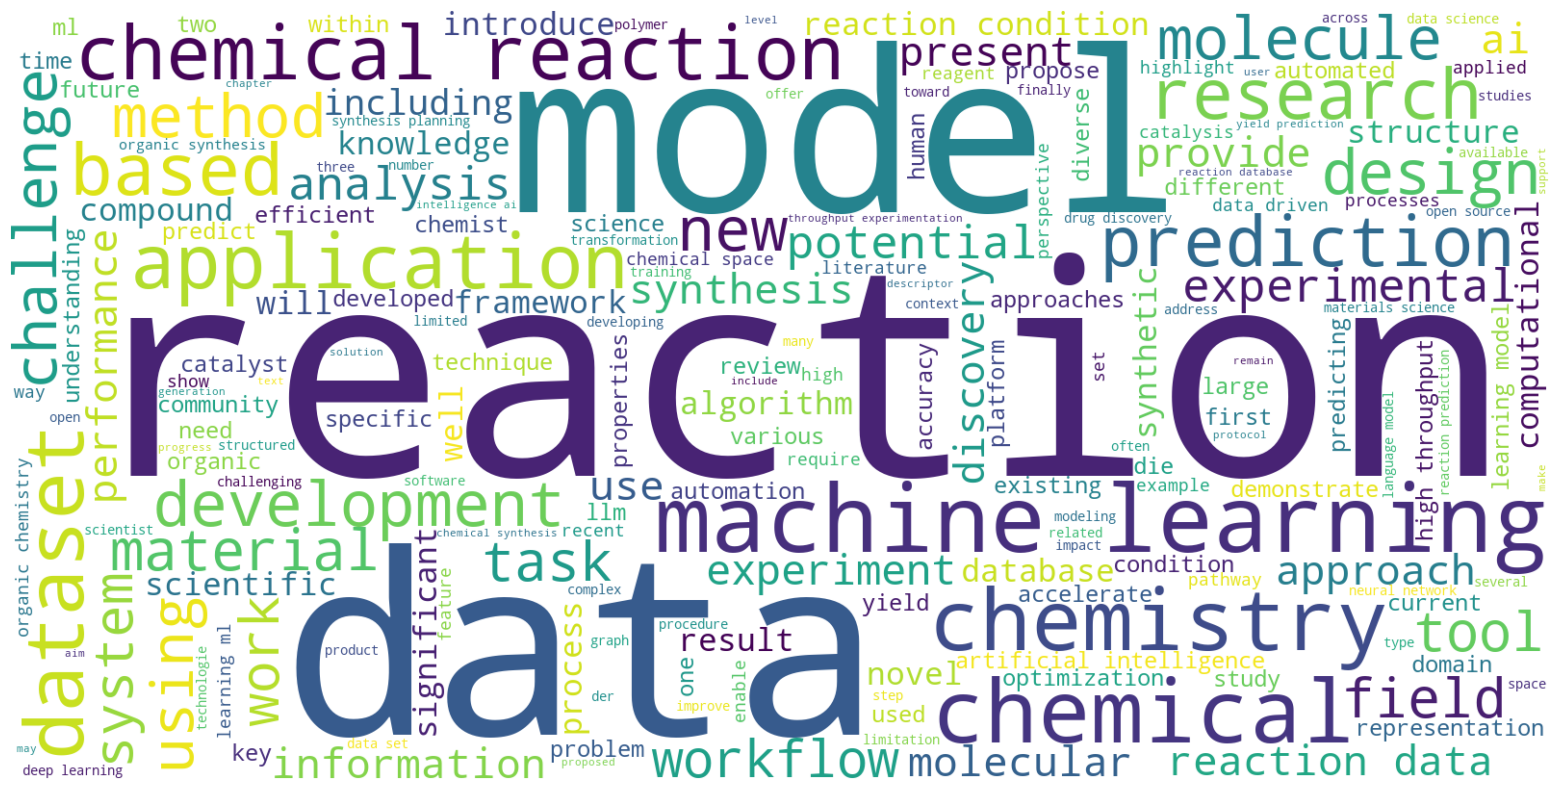 ml
two
within
introduce
polymer
level
reaction condition
across
data science
chemical reaction
present
molecule
ai
time
future
chapter
challenge
method
including
synthesis planning
model
reagent
offer
propose
toward
finally
human
diverse
highlight
user
automated
applied
research
studies
organic synthesis
knowledge
three
number
catalysis
yield prediction
structure
based
analysis
provide
design
available
support
reaction database
different
compound
intelligence ai
efficient
chemist
science
throughput experimentation
perspective
drug discovery
data driven
processes
open source
understanding
performance
predict
transformation
new
potential
prediction
computational
application
chemical space
training
literature
descriptor
discovery
approaches
synthetic
experimental
will
developed
framework
synthesis
context
address
materials science
limited
developing
reaction
way
catalyst
solution
technique
properties
many
review
high
include
accuracy
platform
set
predicting
remain
large
high throughput
reaction prediction
learning model
show
text
generation
community
specific
well
algorithm
first
open
need
structured
various
protocol
progress
organic
require
often
language model
dataset
organic chemistry
challenging
software
use
automation
existing
die
example
demonstrate
make
development
llm
machine learning
modeling
scientist
chemical synthesis
recent
related
impact
material
task
system
scientific
using
work
learning ml
significant
feature
complex
experiment
database
condition
approach
pathway
several
data
process
procedure
yield
accelerate
neural network
current
graph
result
chemistry
tool
type
aim
technologie
product
der
one
enable
novel
artificial intelligence
domain
optimization
study
step
improve
used
chemical
field
space
representation
may
data set
limitation
key
information
problem
proposed
workflow
molecular
reaction data
deep learning